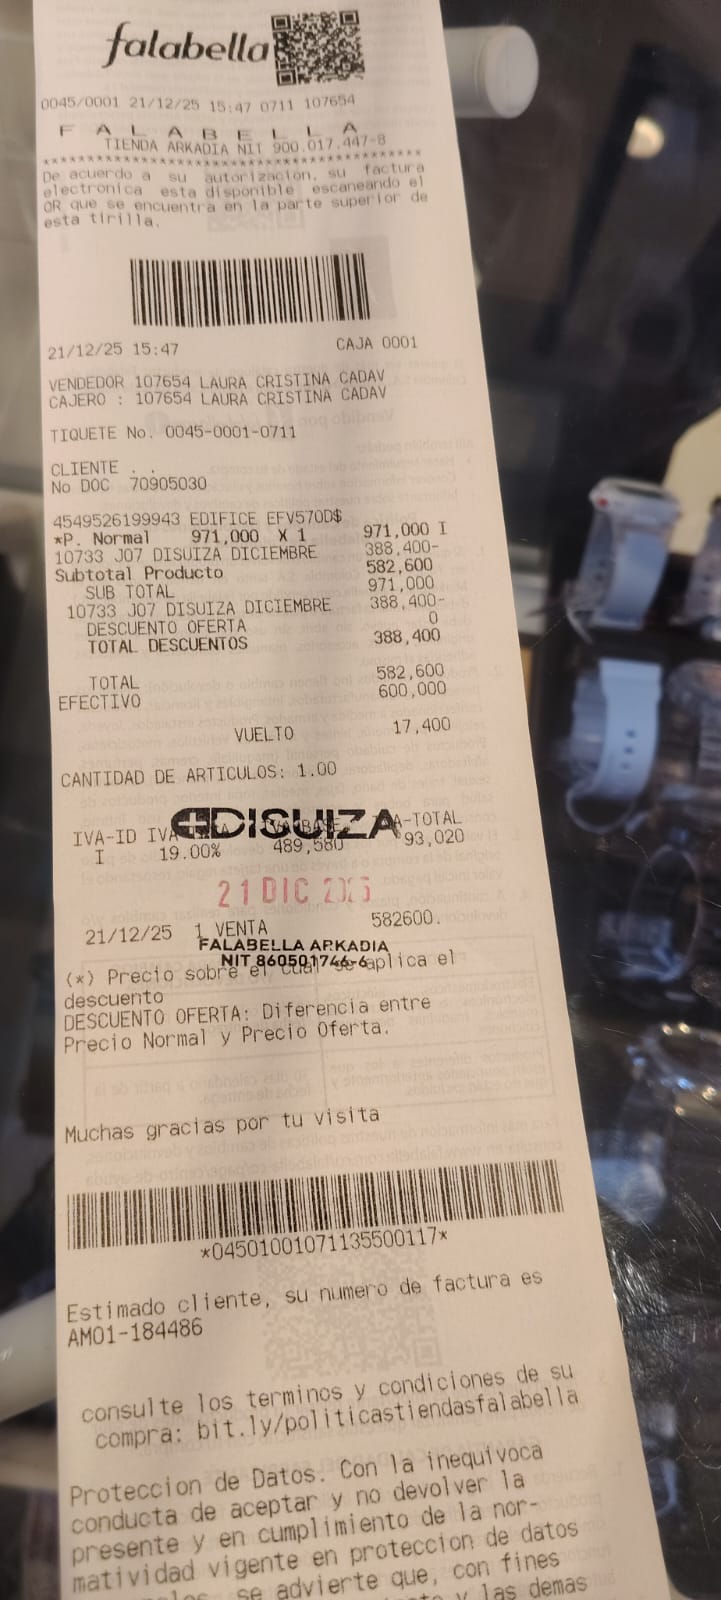 falabella
0045/0001 21/12/25 15:47 0711 107654
F A L A B E L L A
TIENDA ARKADIA NIT 900.017.447-8
****************************************
De acuerdo a su autorizacion, su factura
electronica esta disponible escaneando el
QR que se encuentra en la parte superior de
esta tirilla.
21/12/25 15:47 CAJA 0001
VENDEDOR 107654 LAURA CRISTINA CADAV
CAJERO : 107654 LAURA CRISTINA CADAV
TIQUETE No. 0045-0001-0711
CLIENTE . .
No DOC 70905030
4549526199943 EDIFICE EFV570D$
*P. Normal 971,000 X 1 971,000 I
10733 J07 DISUIZA DICIEMBRE 388,400-
Subtotal Producto 582,600
SUB TOTAL 971,000
10733 J07 DISUIZA DICIEMBRE 388,400-
DESCUENTO OFERTA 0
TOTAL DESCUENTOS 388,400
TOTAL 582,600
EFECTIVO 600,000
VUELTO 17,400
CANTIDAD DE ARTICULOS: 1.00
DISUIZA
IVA-ID IVA A-TOTAL
I 19.00% 489,580 93,020
21 DIC 2025
21/12/25 1 VENTA 582600.
FALABELLA ARKADIA
NIT 860501746-6
(*) Precio sobre el cual se aplica el
descuento
DESCUENTO OFERTA: Diferencia entre
Precio Normal y Precio Oferta.
Muchas gracias por tu visita
*04501001071135500117*
Estimado cliente, su numero de factura es
AM01-184486
consulte los terminos y condiciones de su
compra: bit.ly/politicastiendasfalabella
Proteccion de Datos. Con la inequivoca
conducta de aceptar y no devolver la
presente y en cumplimiento de la nor-
matividad vigente en proteccion de datos
se advierte que, con fines
y las demas